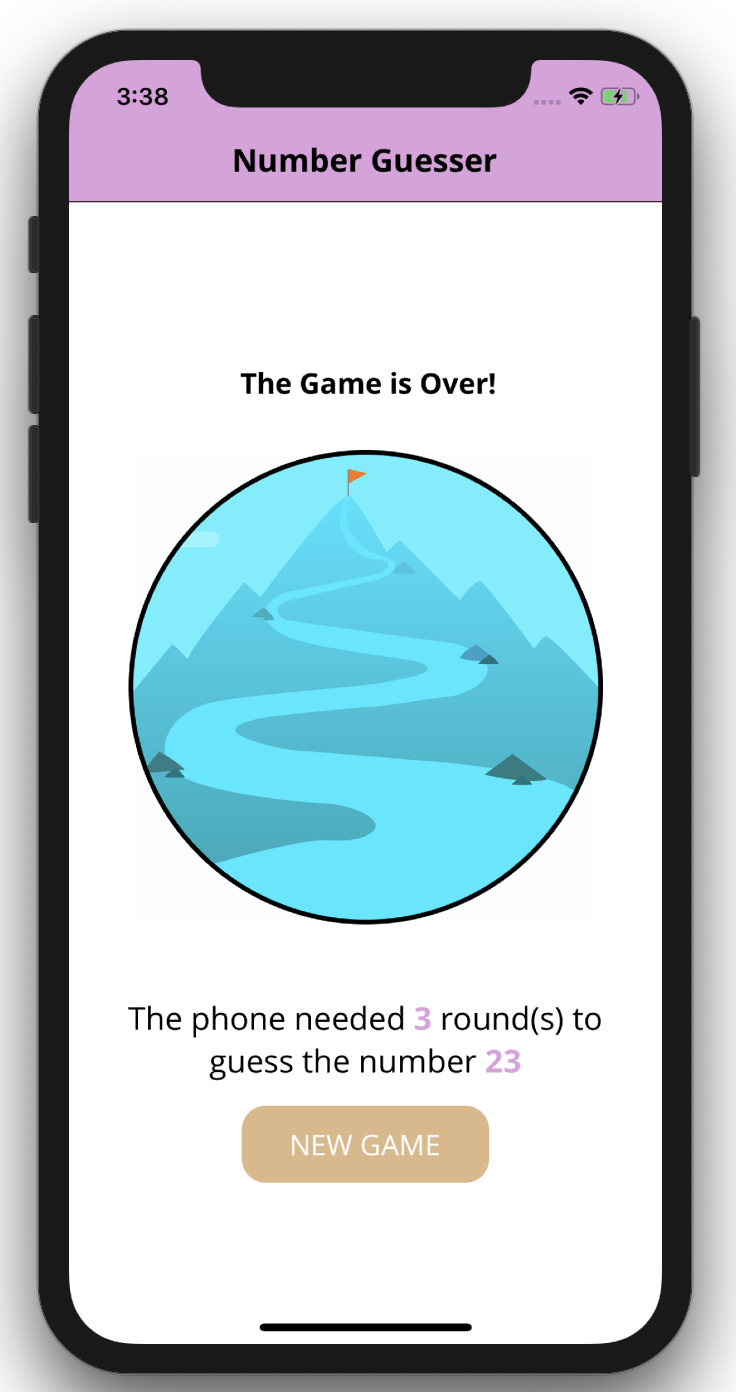 3:38
Number Guesser
The Game is Over!
The phone needed 3 round(s) to
guess the number 23
NEW GAME